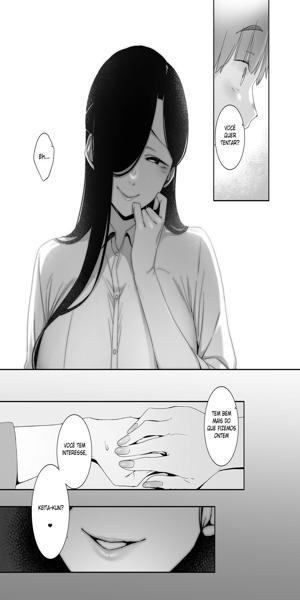 VOCÊ
QUER
TENTAR?
Eh...
TEM BEM
MAIS DO
QUE FIZEMOS
ONTEM
VOCÊ TEM
INTERESSE,
KEITA-KUN?
♥